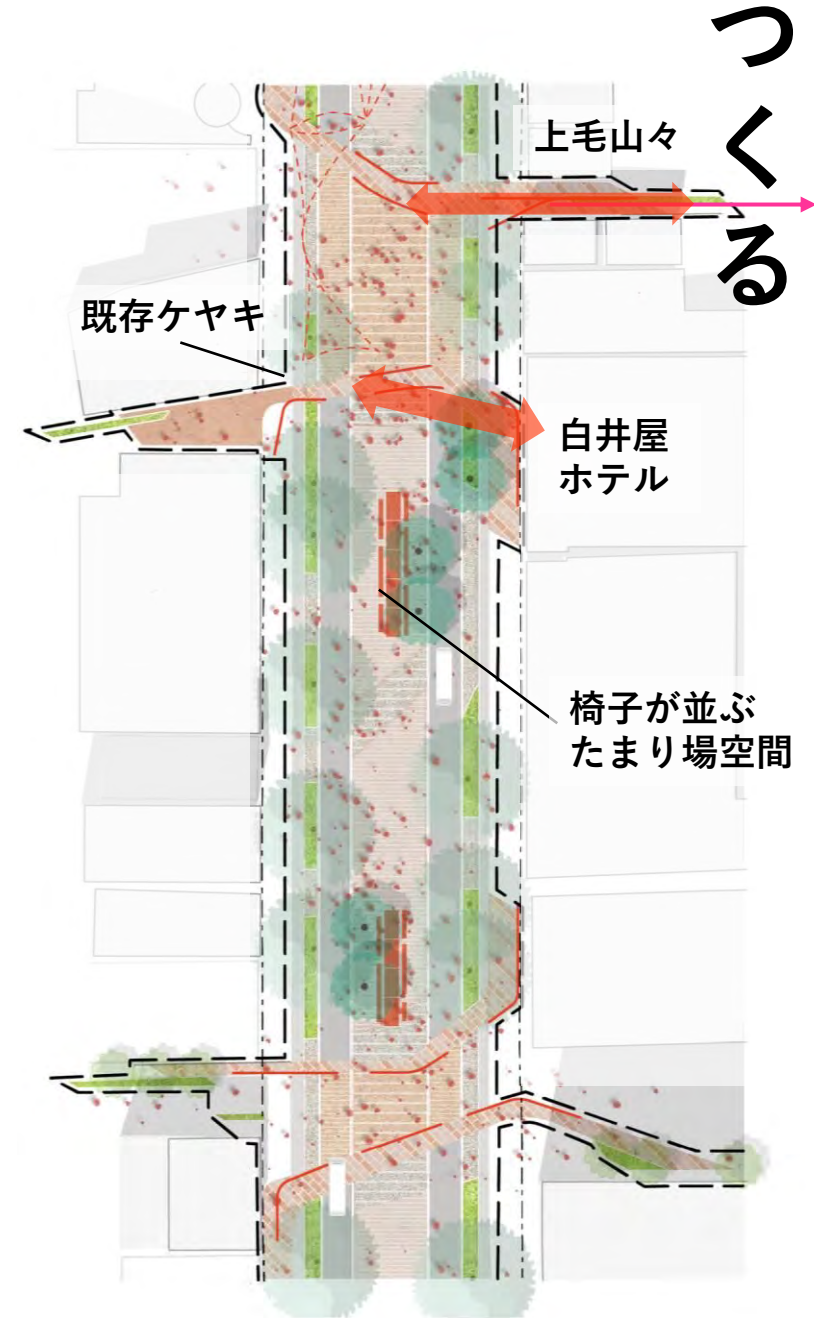 つくる
上毛山々
既存ケヤキ
白井屋
ホテル
椅子が並ぶ
たまり場空間